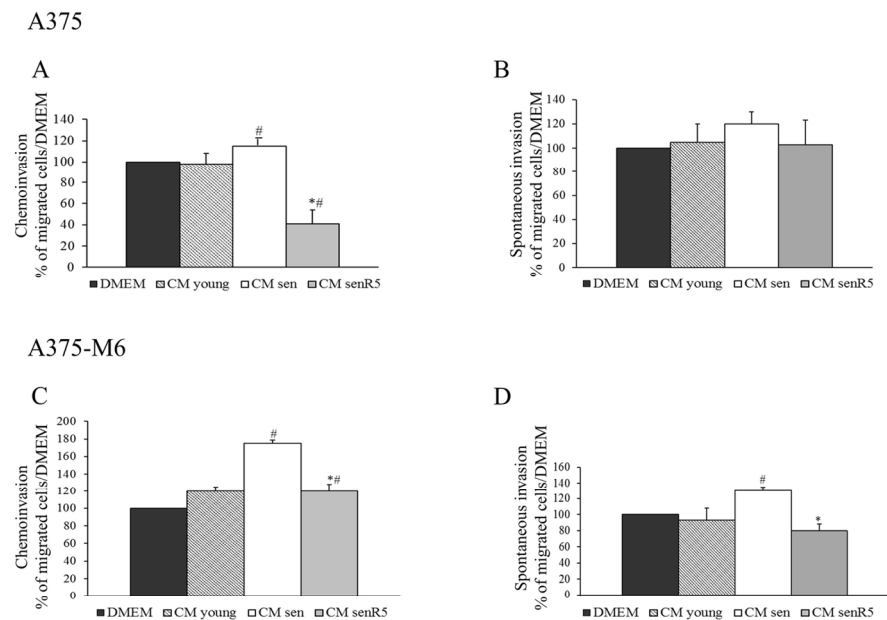 A375
A
Chemoinvasion
% of migrated cells/DMEM
140
120
100
80
60
40
20
0
#
*#
DMEM CM young CM sen CM senR5
B
Spontaneous invasion
% of migrated cells/DMEM
140
120
100
80
60
40
120
0
DMEM CM young CM sen CM senR5
A375-M6
C
Chemoinvasion
% of migrated cells/DMEM
200
180
160
140
120
100
80
60
40
20
0
#
*#
DMEM CM young CM sen CM senR5
D
Spontaneous invasion
% of migrated cells/DMEM
160
140
120
100
80
60
40
20
0
#
*
DMEM CM young CM sen CM senR5